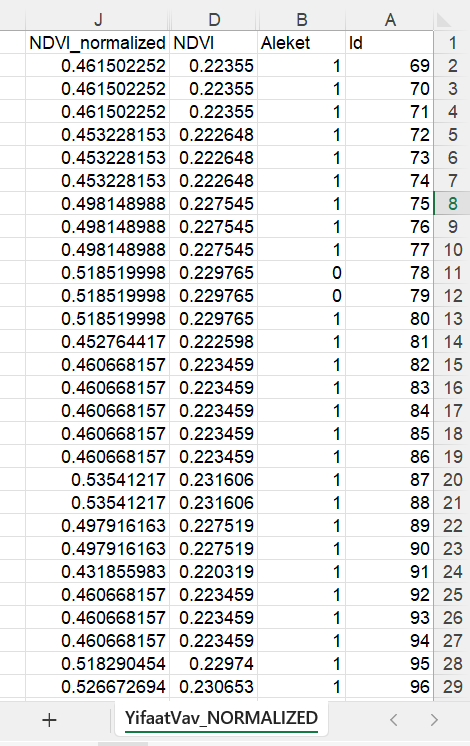 J D B A
NDVI_normalized NDVI Aleket Id 1
0.461502252 0.22355 1 69 2
0.461502252 0.22355 1 70 3
0.461502252 0.22355 1 71 4
0.453228153 0.222648 1 72 5
0.453228153 0.222648 1 73 6
0.453228153 0.222648 1 74 7
0.498148988 0.227545 1 75 8
0.498148988 0.227545 1 76 9
0.498148988 0.227545 1 77 10
0.518519998 0.229765 0 78 11
0.518519998 0.229765 0 79 12
0.518519998 0.229765 1 80 13
0.452764417 0.222598 1 81 14
0.460668157 0.223459 1 82 15
0.460668157 0.223459 1 83 16
0.460668157 0.223459 1 84 17
0.460668157 0.223459 1 85 18
0.460668157 0.223459 1 86 19
0.53541217 0.231606 1 87 20
0.53541217 0.231606 1 88 21
0.497916163 0.227519 1 89 22
0.497916163 0.227519 1 90 23
0.431855983 0.220319 1 91 24
0.460668157 0.223459 1 92 25
0.460668157 0.223459 1 93 26
0.460668157 0.223459 1 94 27
0.518290454 0.22974 1 95 28
0.526672694 0.230653 1 96 29
YifaatVav_NORMALIZED